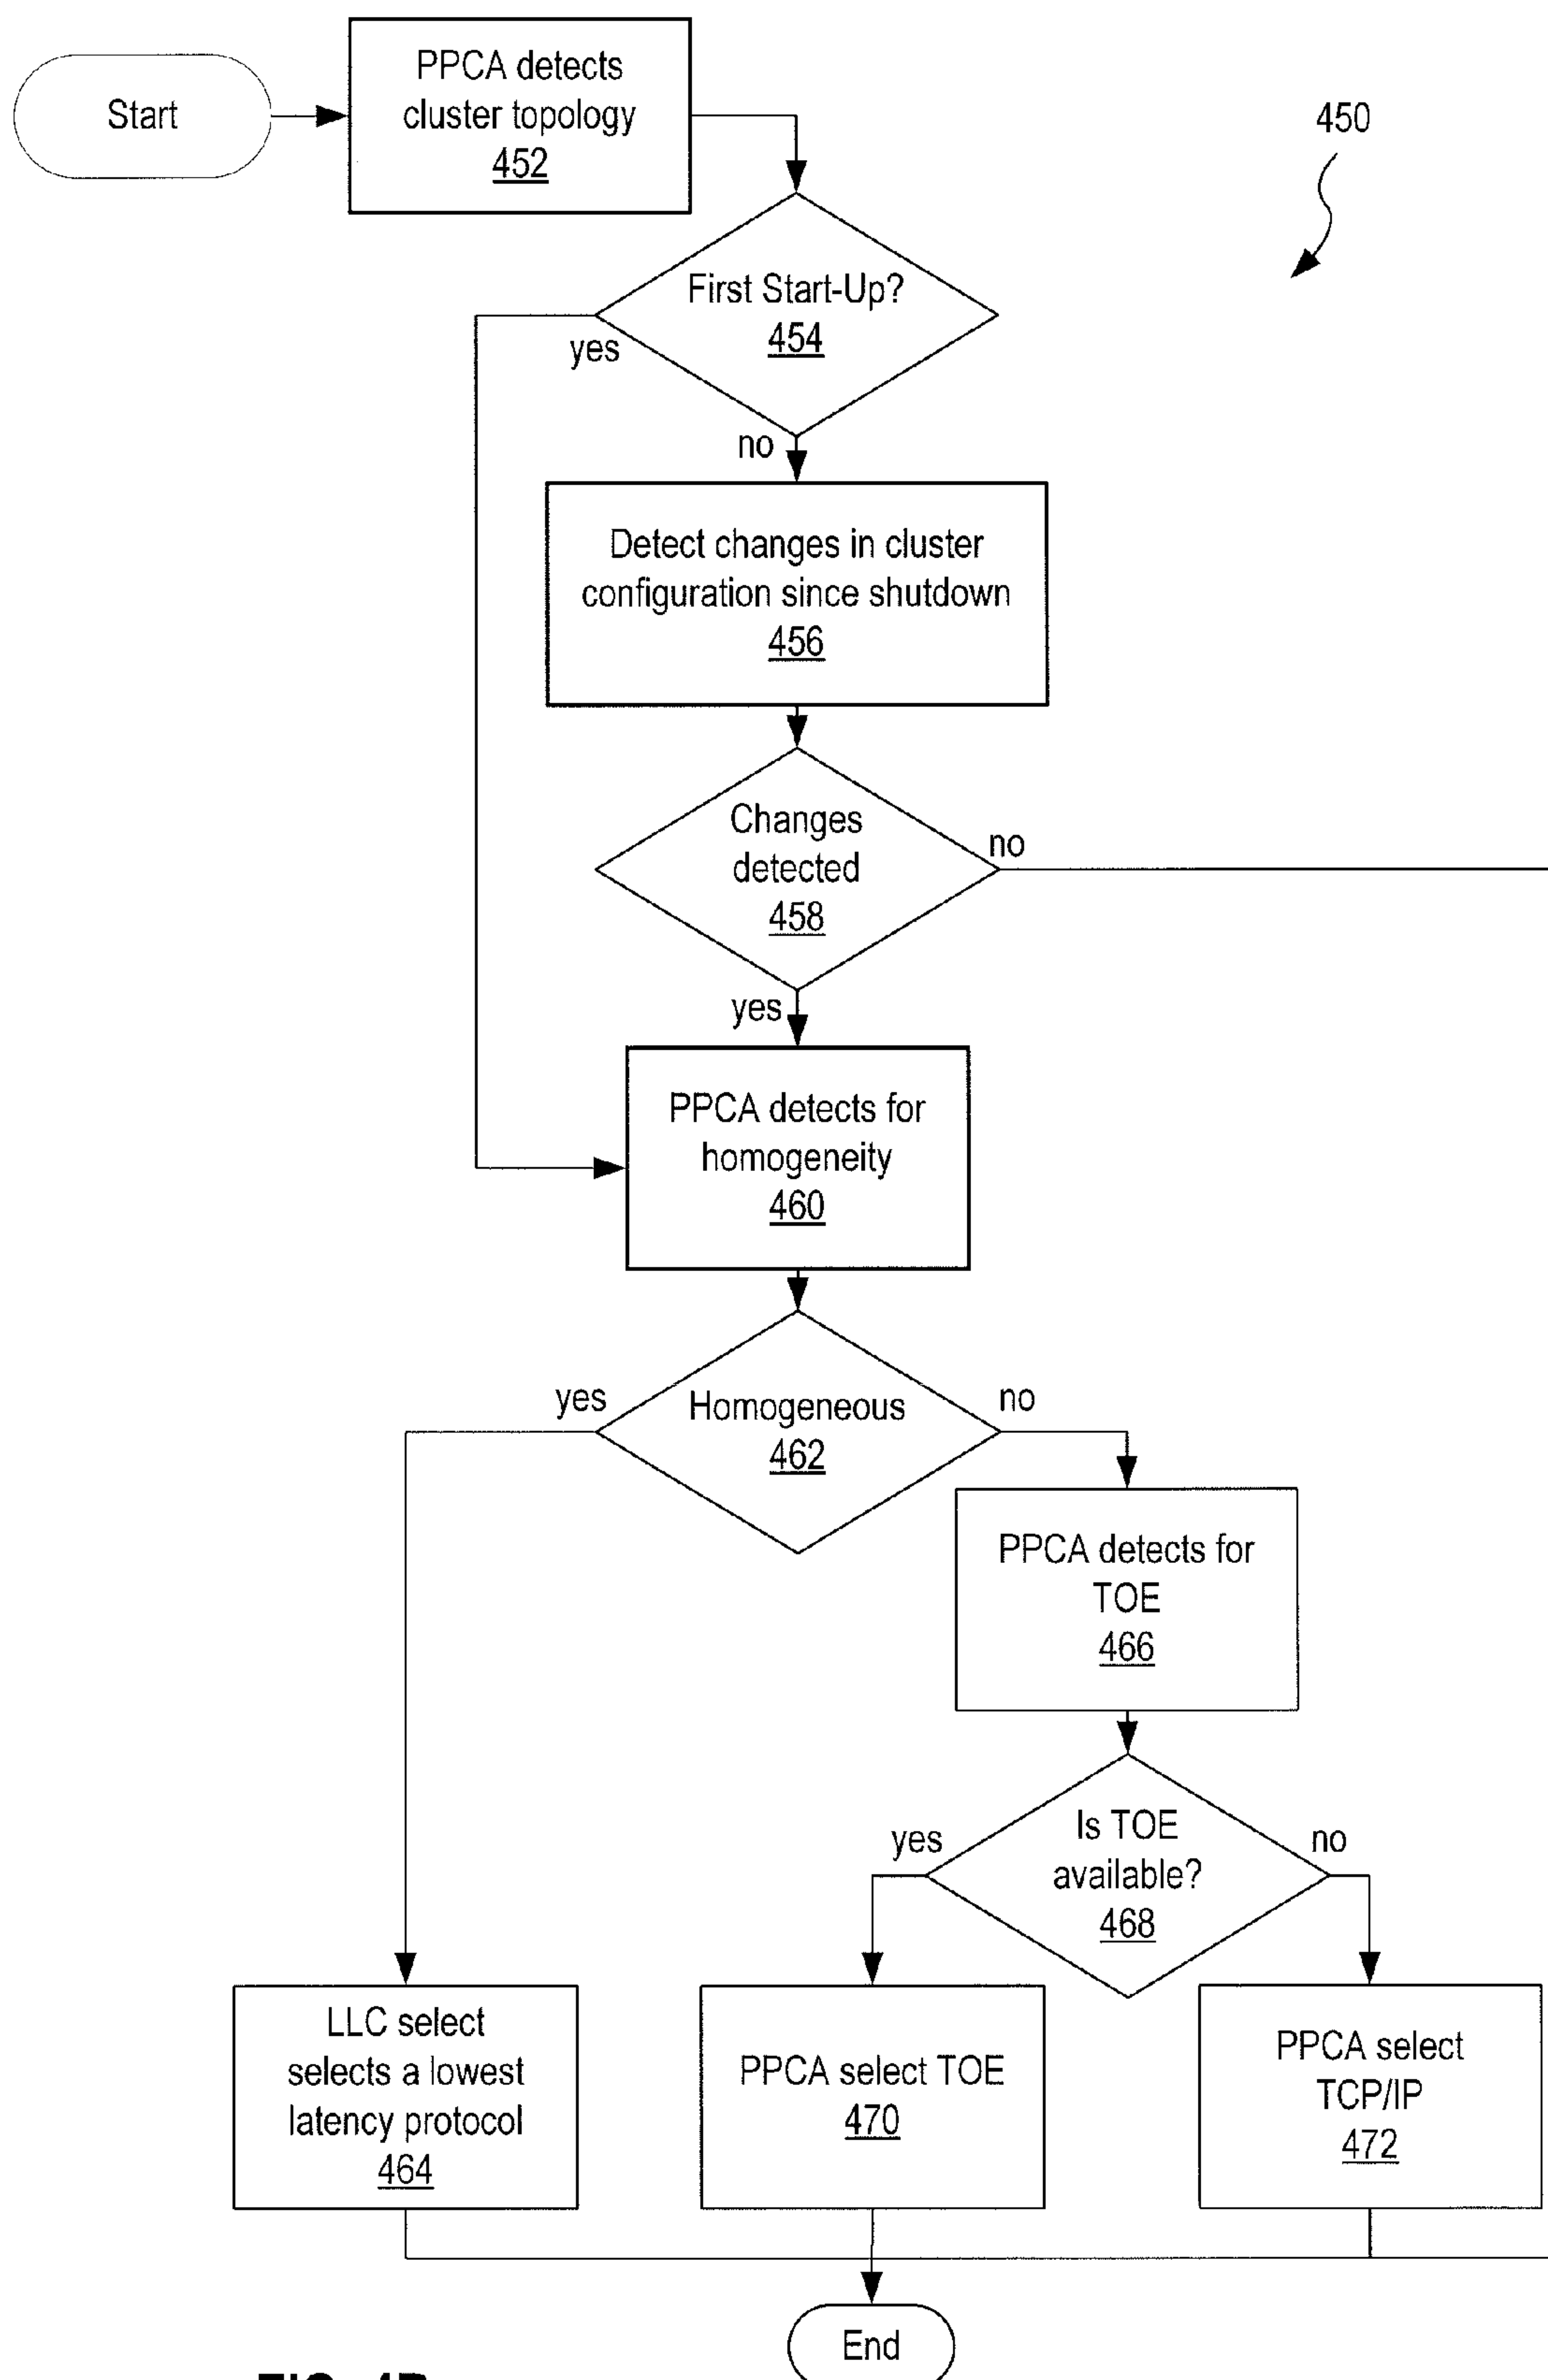 Start
PPCA detects
cluster topology
452
450
First Start-Up?
454
yes
no
Detect changes in cluster
configuration since shutdown
456
Changes
detected
458
no
yes
PPCA detects for
homogeneity
460
Homogeneous
462
yes
no
PPCA detects for
TOE
466
Is TOE
available?
468
yes
no
LLC select
selects a lowest
latency protocol
464
PPCA select TOE
470
PPCA select
TCP/IP
472
End